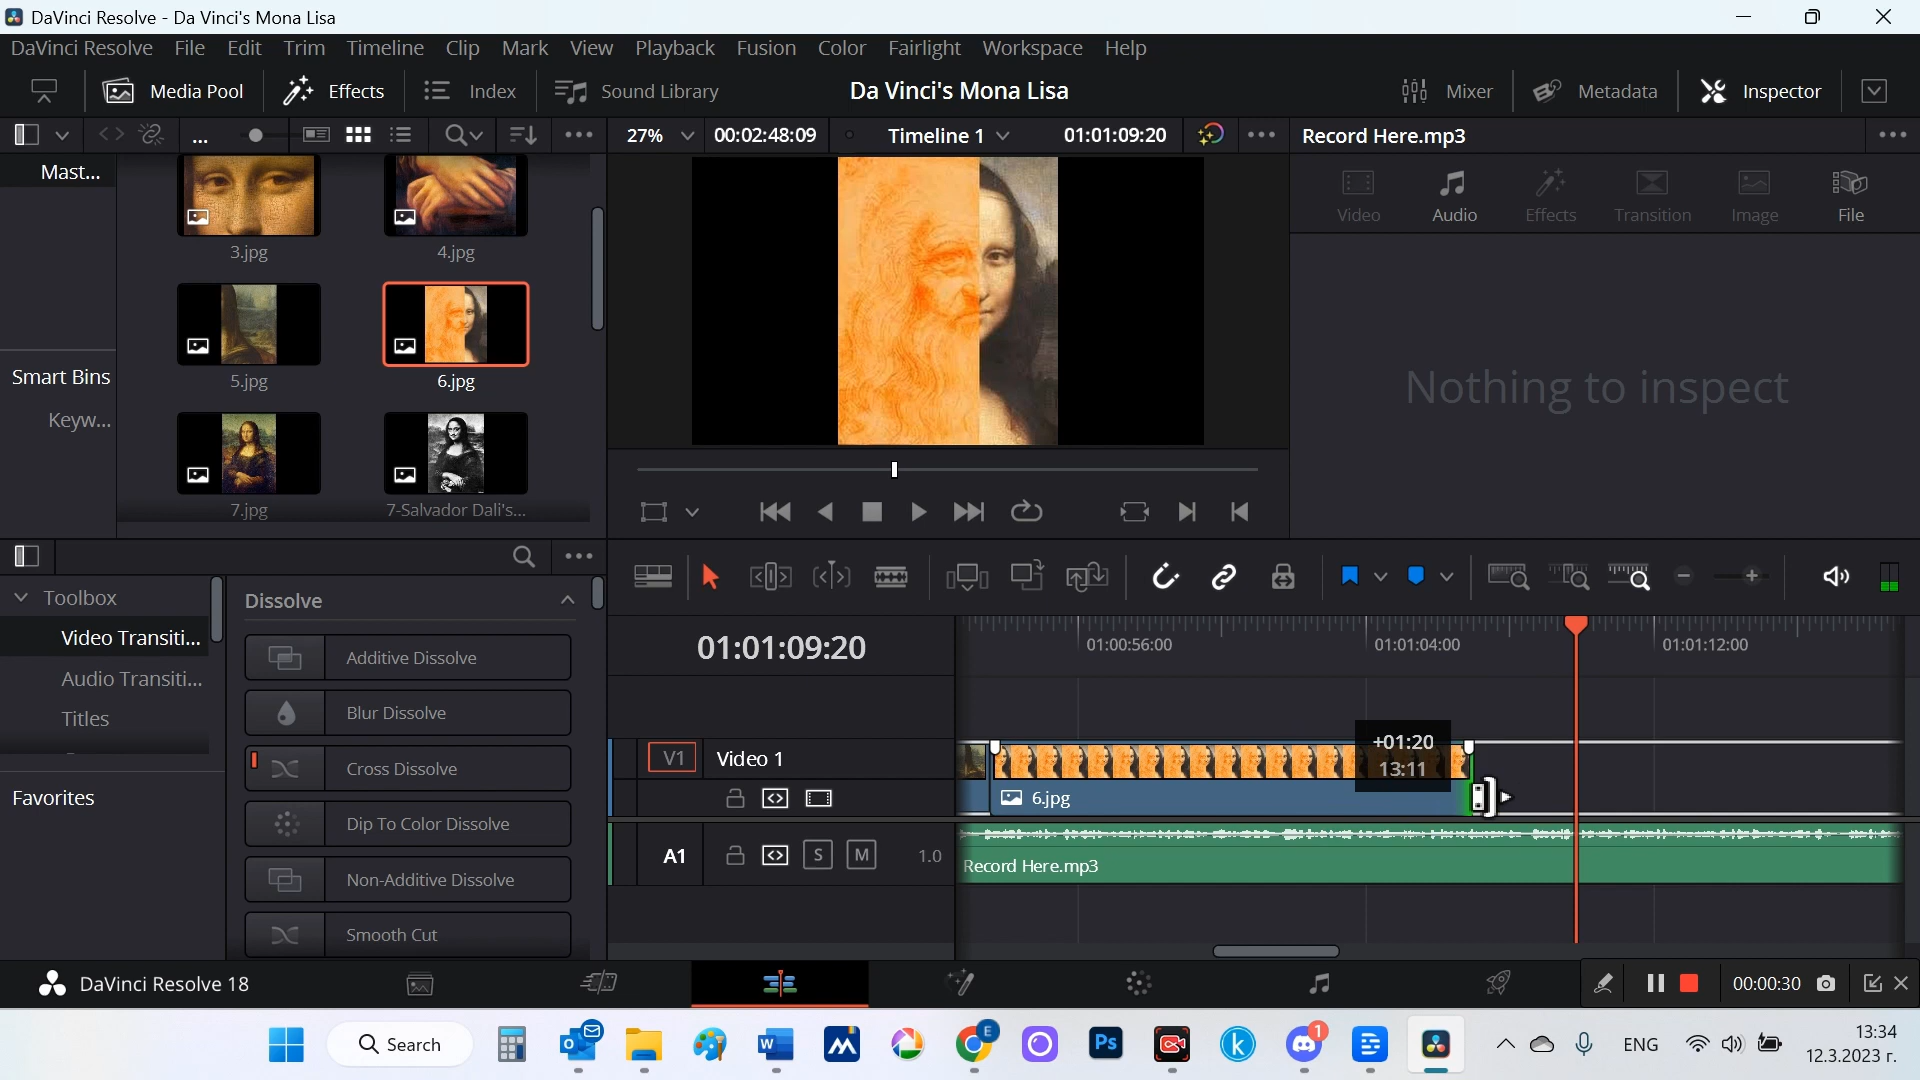 DaVinci Resolve - Da Vinci's Mona Lisa
DaVinci Resolve File Edit Trim Timeline Clip Mark View Playback Fusion Color Fairlight Workspace Help
Media Pool Effects Index Sound Library Da Vinci's Mona Lisa Mixer Metadata Inspector
... 27% 00:02:48:09 Timeline 1 01:01:09:20 Record Here.mp3
Mast...
Video Audio Effects Transition Image File
3.jpg 4.jpg
5.jpg 6.jpg
Smart Bins
Keyw...
Nothing to inspect
7.jpg 7-Salvador Dali's...
Toolbox
Video Transiti...
Audio Transiti...
Titles
Favorites
Dissolve
Additive Dissolve
Blur Dissolve
Cross Dissolve
Dip To Color Dissolve
Non-Additive Dissolve
Smooth Cut
01:01:09:20
01:00:56:00 01:01:04:00 01:01:12:00
V1 Video 1
+01:20
13:11
6.jpg
A1 S M 1.0
Record Here.mp3
DaVinci Resolve 18
00:00:30
Search
E
W
Ps
k
1
ENG
13:34
12.3.2023 г.